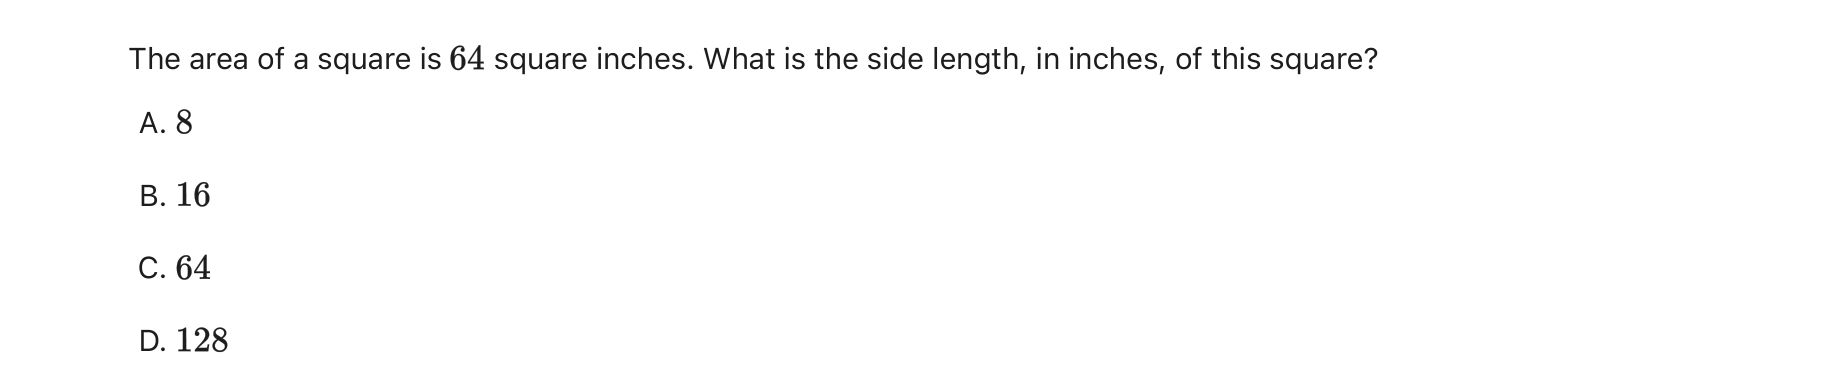 The area of a square is 64 square inches. What is the side length, in inches, of this square?
A. 8
B. 16
C. 64
D. 128